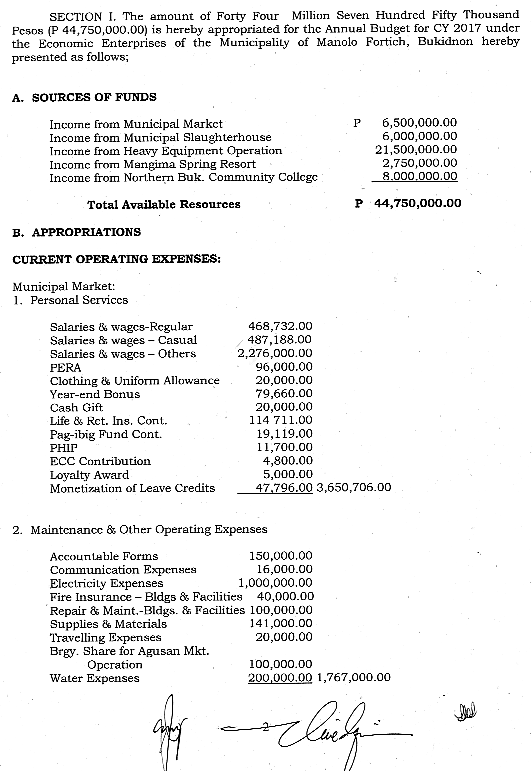 SECTION I. The amount of Forty Four Million Seven Hundred Fifty Thousand
Pesos (P 44,750,000.00) is hereby appropriated for the Annual Budget for CY 2017 under
the Economic Enterprises of the Municipality of Manolo Fortich, Bukidnon hereby
presented as follows;
A. SOURCES OF FUNDS
Income from Municipal Market P 6,500,000.00
Income from Municipal Slaughterhouse 6,000,000.00
Income from Heavy Equipment Operation 21,500,000.00
Income from Mangima Spring Resort 2,750,000.00
Income from Northern Buk. Community College 8,000,000.00
Total Available Resources P 44,750,000.00
B. APPROPRIATIONS
CURRENT OPERATING EXPENSES:
Municipal Market:
1. Personal Services
Salaries & wages-Regular 468,732.00
Salaries & wages – Casual 487,188.00
Salaries & wages – Others 2,276,000.00
PERA 96,000.00
Clothing & Uniform Allowance 20,000.00
Year-end Bonus 79,660.00
Cash Gift 20,000.00
Life & Ret. Ins. Cont. 114 711.00
Pag-ibig Fund Cont. 19,119.00
PHIP 11,700.00
ECC Contribution 4,800.00
Loyalty Award 5,000.00
Monetization of Leave Credits 47,796.00 3,650,706.00
2. Maintenance & Other Operating Expenses
Accountable Forms 150,000.00
Communication Expenses 16,000.00
Electricity Expenses 1,000,000.00
Fire Insurance – Bldgs & Facilities 40,000.00
Repair & Maint.-Bldgs. & Facilities 100,000.00
Supplies & Materials 141,000.00
Travelling Expenses 20,000.00
Brgy. Share for Agusan Mkt.
Operation 100,000.00
Water Expenses 200,000.00 1,767,000.00
2